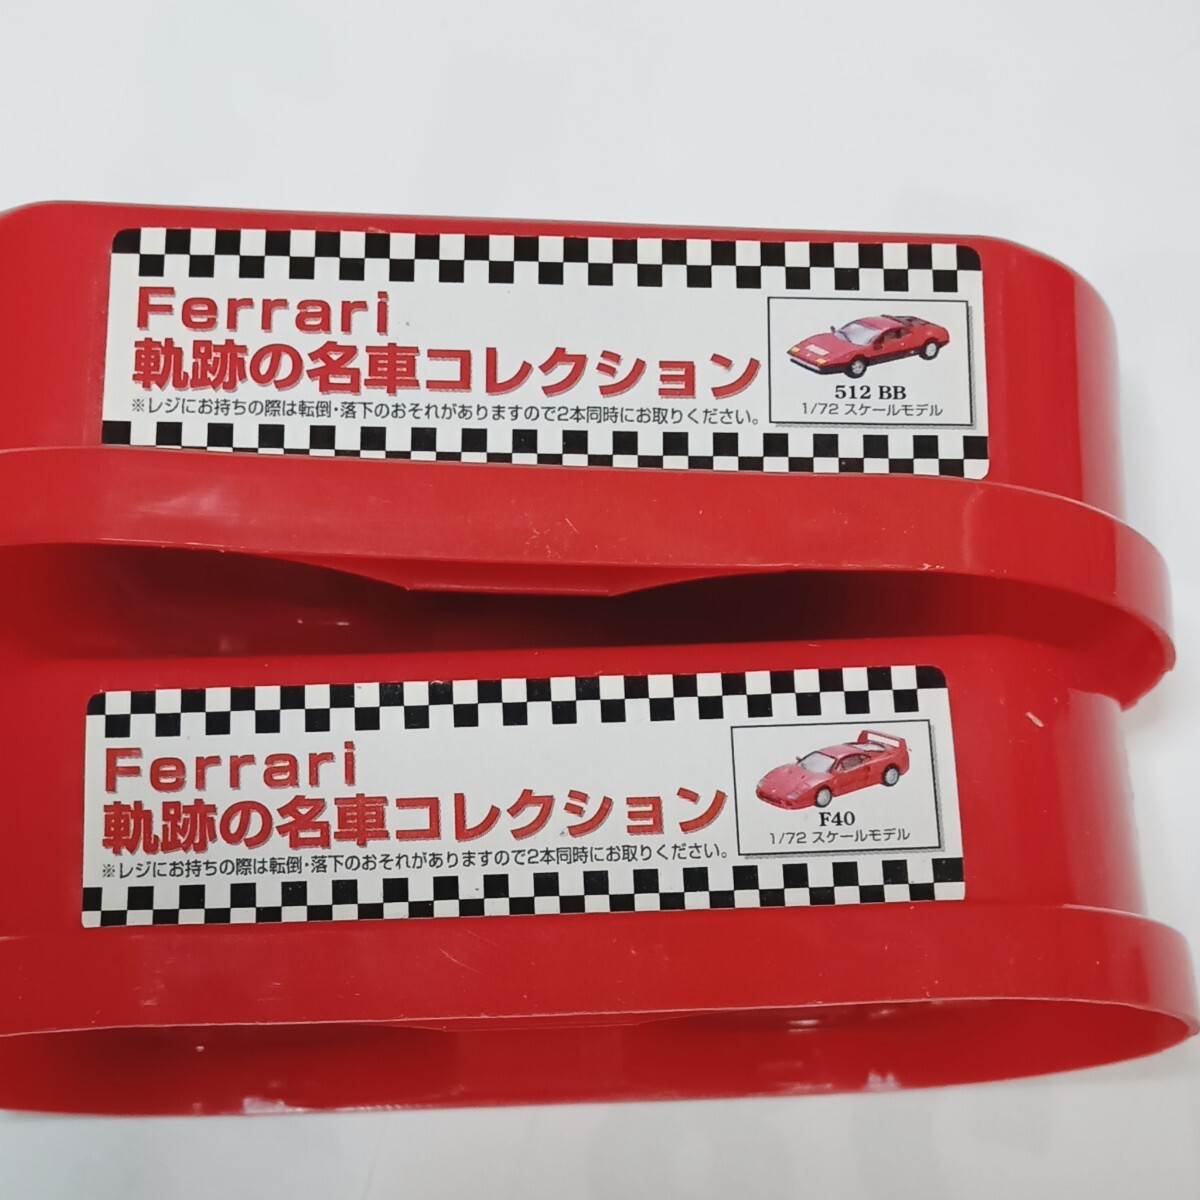 Ferrari
軌跡の名車コレクション
※レジにお持ちの際は転倒・落下のおそれがありますので2本同時にお取りください。
512 BB
1/72 スケールモデル
Ferrari
軌跡の名車コレクション
※レジにお持ちの際は転倒・落下のおそれがありますので2本同時にお取りください。
F40
1/72 スケールモデル